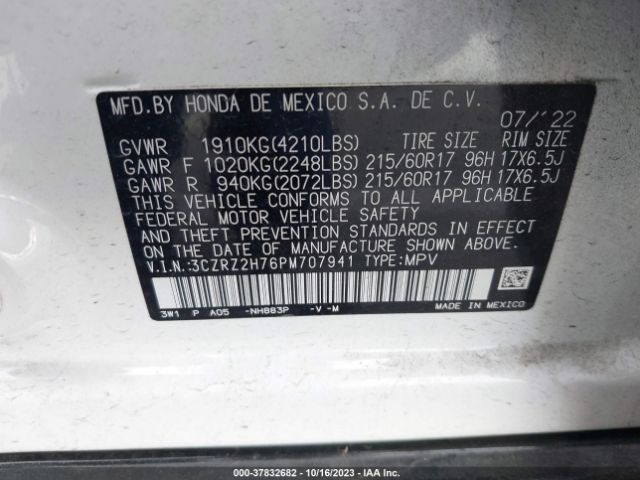 MFD.BY HONDA DE MEXICO S.A. DE C.V.
07/'22
GVWR 1910KG(4210LBS) TIRE SIZE RIM SIZE
GAWR F 1020KG(2248LBS) 215/60R17 96H 17X6.5J
GAWR R 940KG(2072LBS) 215/60R17 96H 17X6.5J
THIS VEHICLE CONFORMS TO ALL APPLICABLE
FEDERAL MOTOR VEHICLE SAFETY
AND THEFT PREVENTION STANDARDS IN EFFECT
ON THE DATE OF MANUFACTURE SHOWN ABOVE.
V.I.N.:3CZRZ2H76PM707941 TYPE:MPV
3W1 P A05 -NH883P -V -M
MADE IN MEXICO
000-37832682 - 10/16/2023 - IAAI.COM